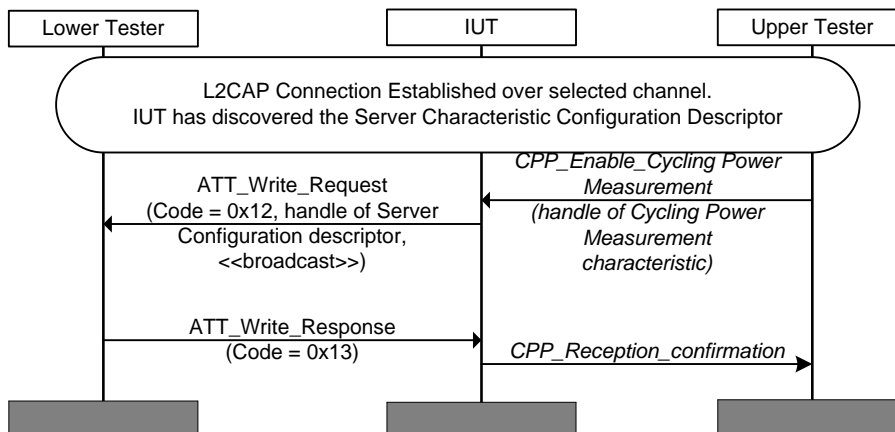 Lower Tester
IUT
Upper Tester
L2CAP Connection Established over selected channel.
IUT has discovered the Server Characteristic Configuration Descriptor
CPP_Enable_Cycling Power
Measurement
(handle of Cycling Power
Measurement
characteristic)
ATT_Write_Request
(Code = 0x12, handle of Server
Configuration descriptor,
<<broadcast>>)
ATT_Write_Response
(Code = 0x13)
CPP_Reception_confirmation